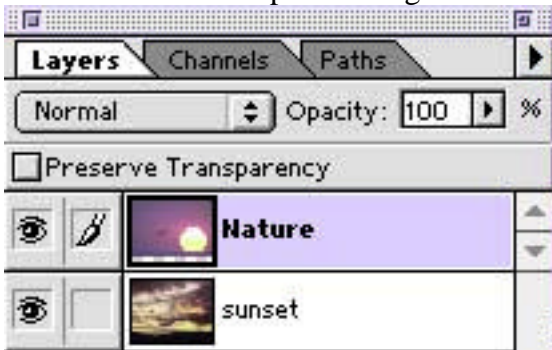 Layers Channels Paths
Normal Opacity: 100 %
Preserve Transparency
Nature
sunset